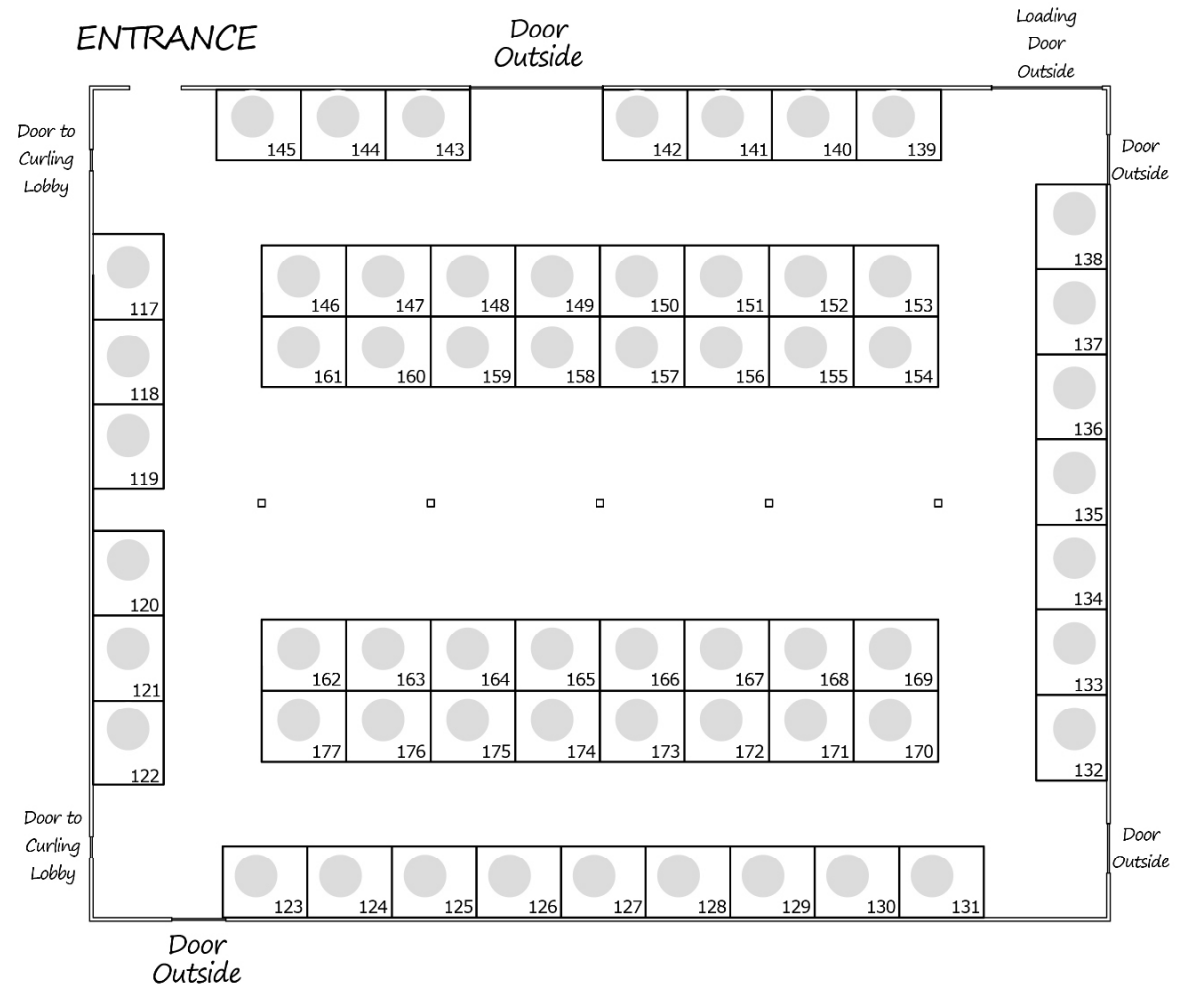 ENTRANCE
Door
Outside
Loading
Door
Outside
Door to
Curling
Lobby
Door
Outside
145 144 143 142 141 140 139
138
137
136
135
134
133
132
117
118
119
120
121
122
146 147 148 149 150 151 152 153
161 160 159 158 157 156 155 154
162 163 164 165 166 167 168 169
177 176 175 174 173 172 171 170
Door to
Curling
Lobby
Door
Outside
123 124 125 126 127 128 129 130 131
Door
Outside